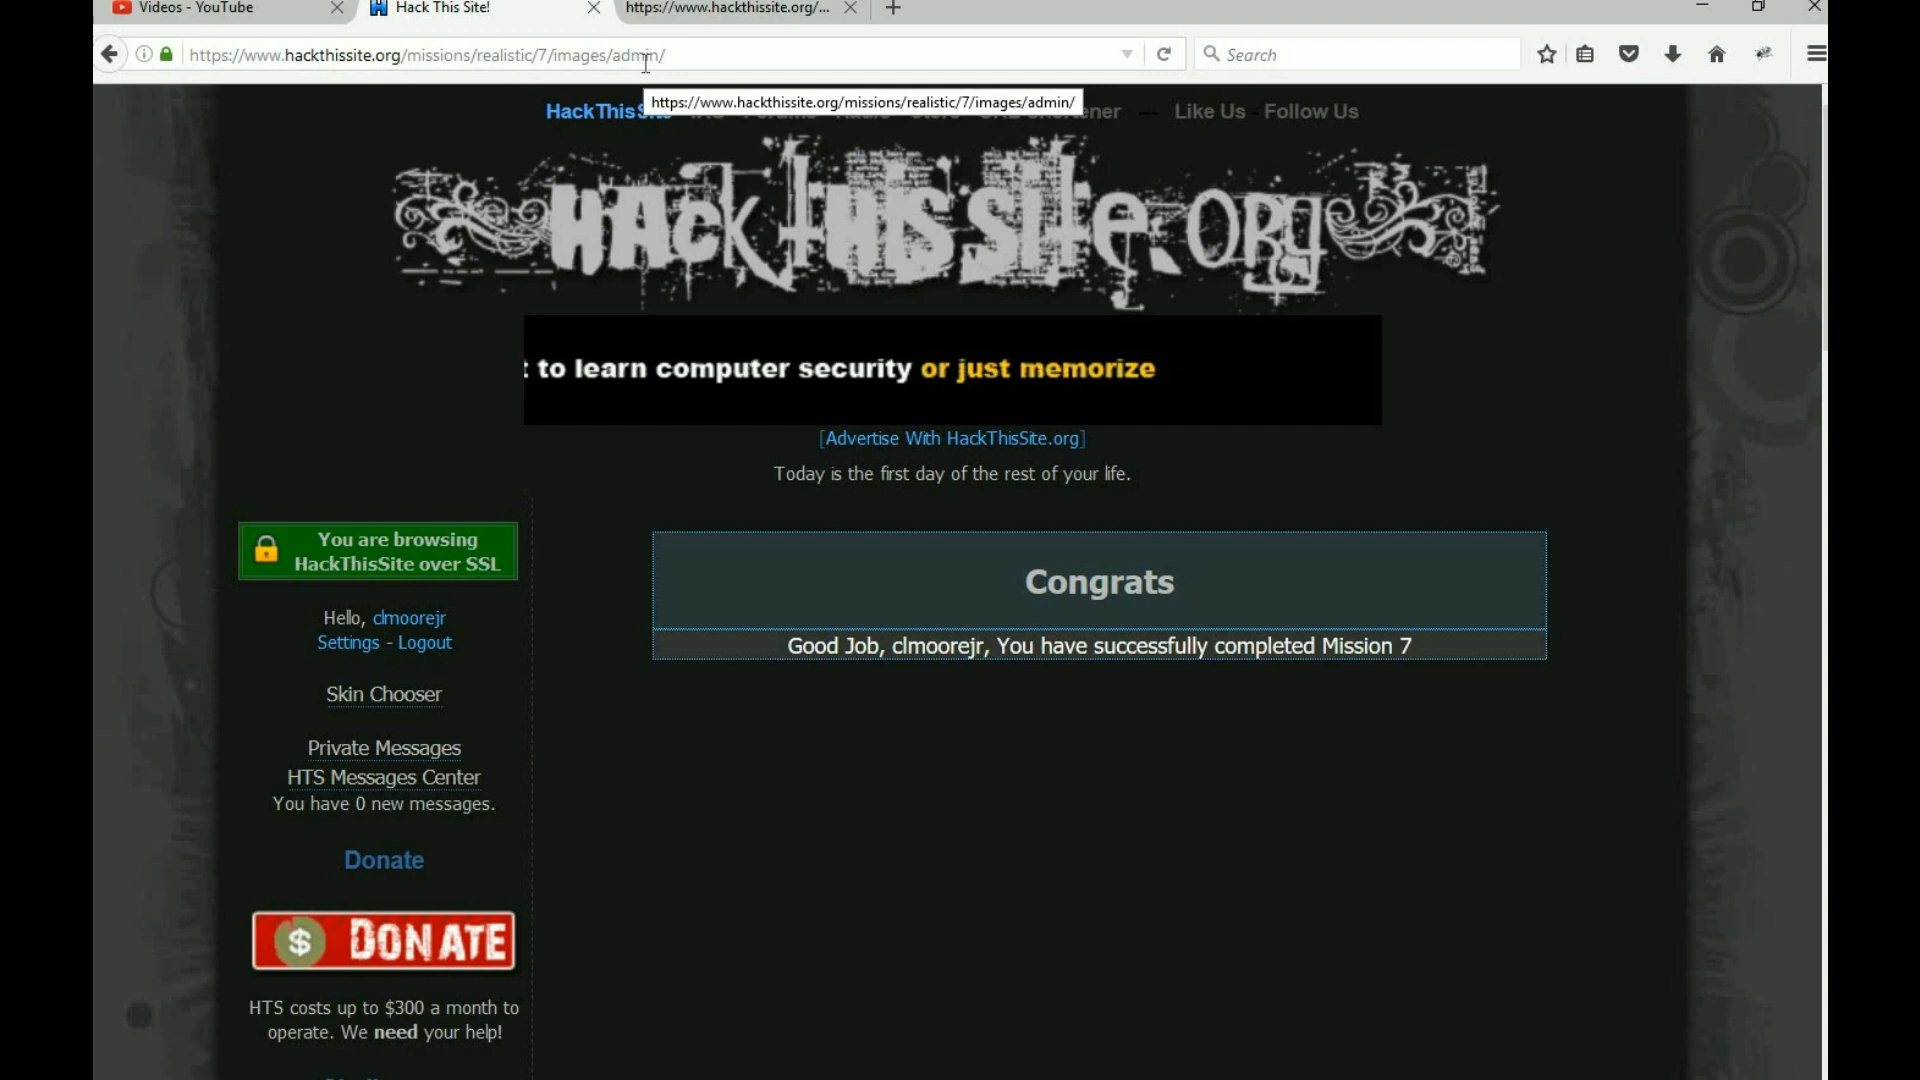 Videos - YouTube
Hack This Site!
https://www.hackthissite.org/...
https://www.hackthissite.org/missions/realistic/7/images/admin/
Search
https://www.hackthissite.org/missions/realistic/7/images/admin/
HackThisS
Like Us - Follow Us
HACKTHISSITE.ORG
to learn computer security or just memorize
[Advertise With HackThisSite.org]
Today is the first day of the rest of your life.
You are browsing
HackThisSite over SSL
Hello, clmoorejr
Settings - Logout
Skin Chooser
Private Messages
HTS Messages Center
You have 0 new messages.
Donate
$ DONATE
HTS costs up to $300 a month to
operate. We need your help!
Congrats
Good Job, clmoorejr, You have successfully completed Mission 7